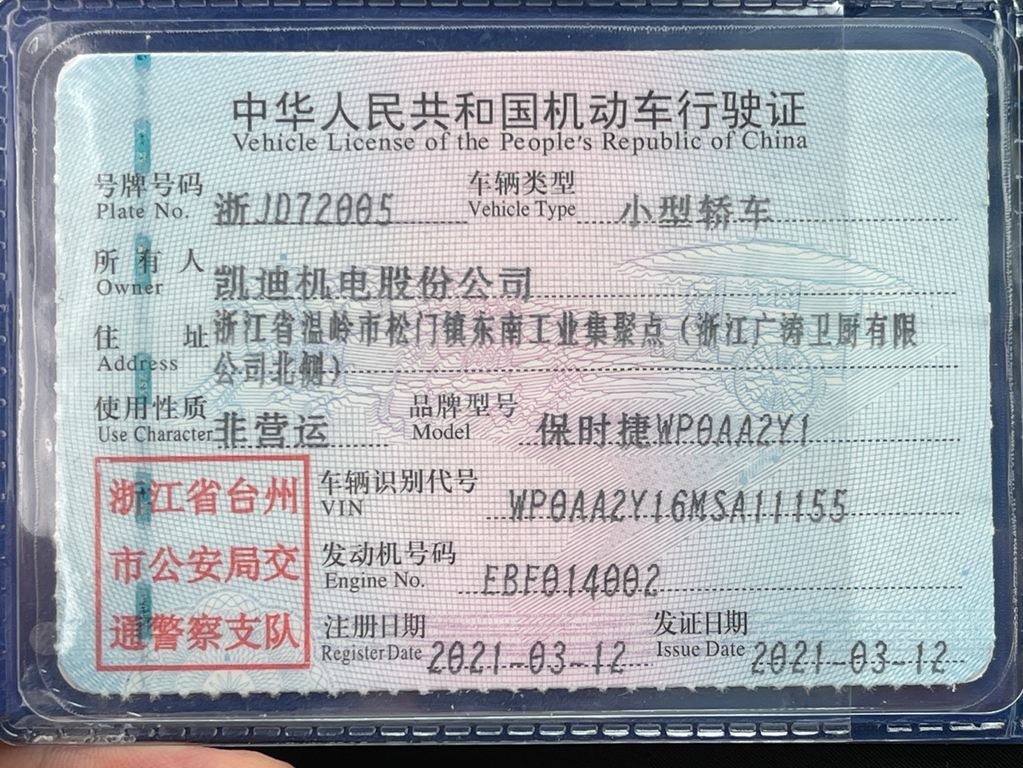 中华人民共和国机动车行驶证
Vehicle License of the People's Republic of China
号牌号码 浙JD72005 车辆类型 小型轿车
Plate No. Vehicle Type
所有人 凯迪机电股份公司
Owner
住址 浙江省温岭市松门镇东南工业集聚点（浙江广涛卫厨有限
Address 公司北侧）
使用性质 非营运 品牌型号 保时捷WP0AA2Y1
Use Character Model
车辆识别代号 WP0AA2Y16MSA11155
VIN
发动机号码 EBF014002
Engine No.
注册日期 2021-03-12 发证日期 2021-03-12
Register Date Issue Date
浙江省台州
市公安局交
通警察支队